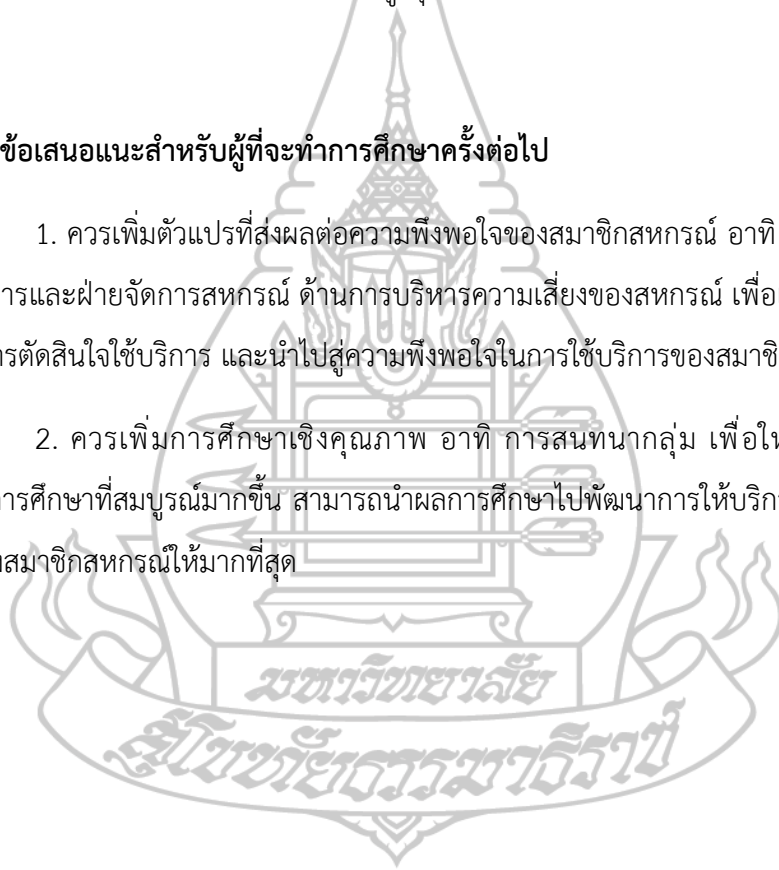 ข้อเสนอแนะสำหรับผู้ที่จะทำการศึกษาครั้งต่อไป
1. ควรเพิ่มตัวแปรที่ส่งผลต่อความพึงพอใจของสมาชิกสหกรณ์ อาทิ
ารและฝ่ายจัดการสหกรณ์ ด้านการบริหารความเสี่ยงของสหกรณ์ เพื่อ
ารตัดสินใจใช้บริการ และนำไปสู่ความพึงพอใจในการใช้บริการของสมาชิ
2. ควรเพิ่มการศึกษาเชิงคุณภาพ อาทิ การสนทนากลุ่ม เพื่อให
การศึกษาที่สมบูรณ์มากขึ้น สามารถนำผลการศึกษาไปพัฒนาการให้บริก
งสมาชิกสหกรณ์ให้มากที่สุด
มหาวิทยาลัย
สุโขทัยธรรมาธิราช